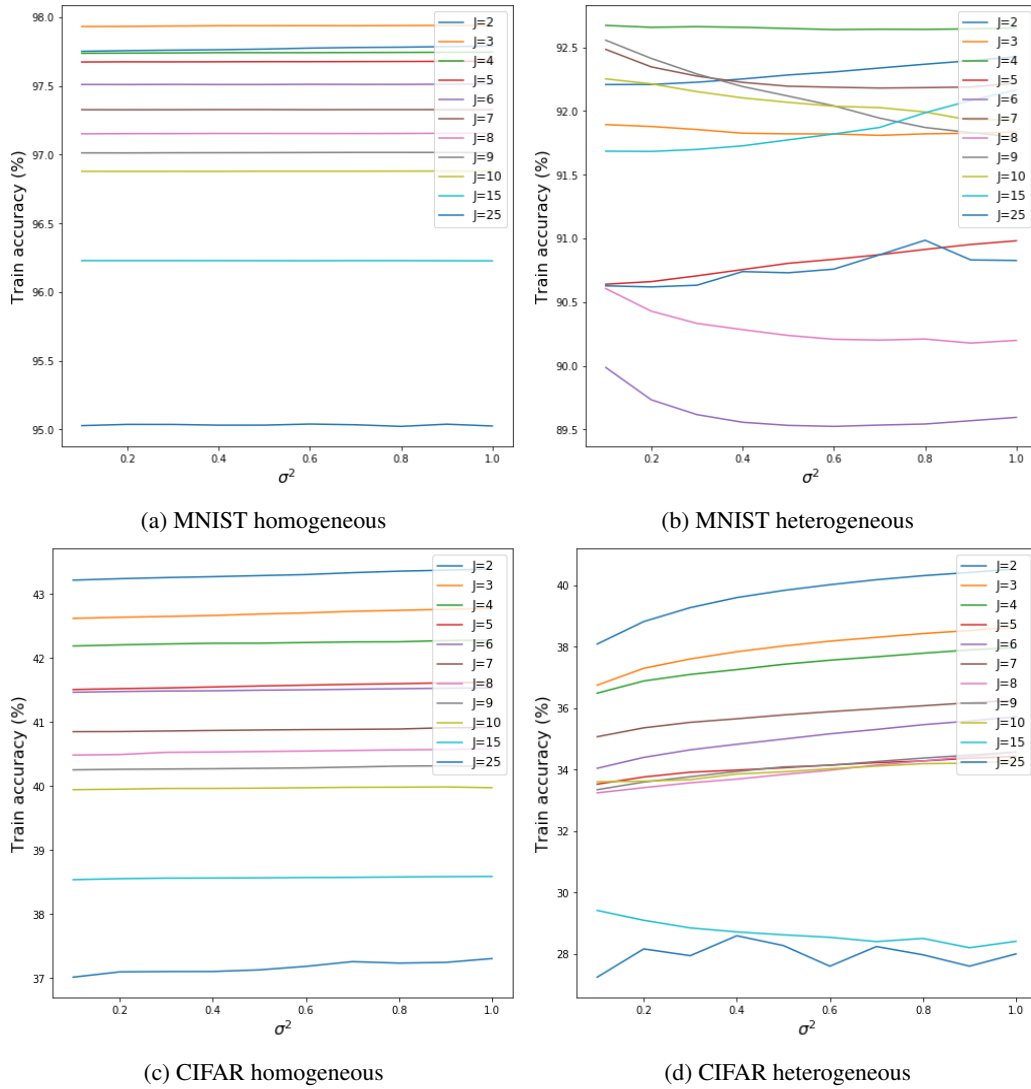 98.0
97.5
97.0
96.5
96.0
95.5
95.0
Train accuracy (%)
0.2 0.4 0.6 0.8 1.0
σ²
J=2
J=3
J=4
J=5
J=6
J=7
J=8
J=9
J=10
J=15
J=25
(a) MNIST homogeneous
92.5
92.0
91.5
91.0
90.5
90.0
89.5
Train accuracy (%)
0.2 0.4 0.6 0.8 1.0
σ²
J=2
J=3
J=4
J=5
J=6
J=7
J=8
J=9
J=10
J=15
J=25
(b) MNIST heterogeneous
43
42
41
40
39
38
37
Train accuracy (%)
0.2 0.4 0.6 0.8 1.0
σ²
J=2
J=3
J=4
J=5
J=6
J=7
J=8
J=9
J=10
J=15
J=25
(c) CIFAR homogeneous
40
38
36
34
32
30
28
Train accuracy (%)
0.2 0.4 0.6 0.8 1.0
σ²
J=2
J=3
J=4
J=5
J=6
J=7
J=8
J=9
J=10
J=15
J=25
(d) CIFAR heterogeneous